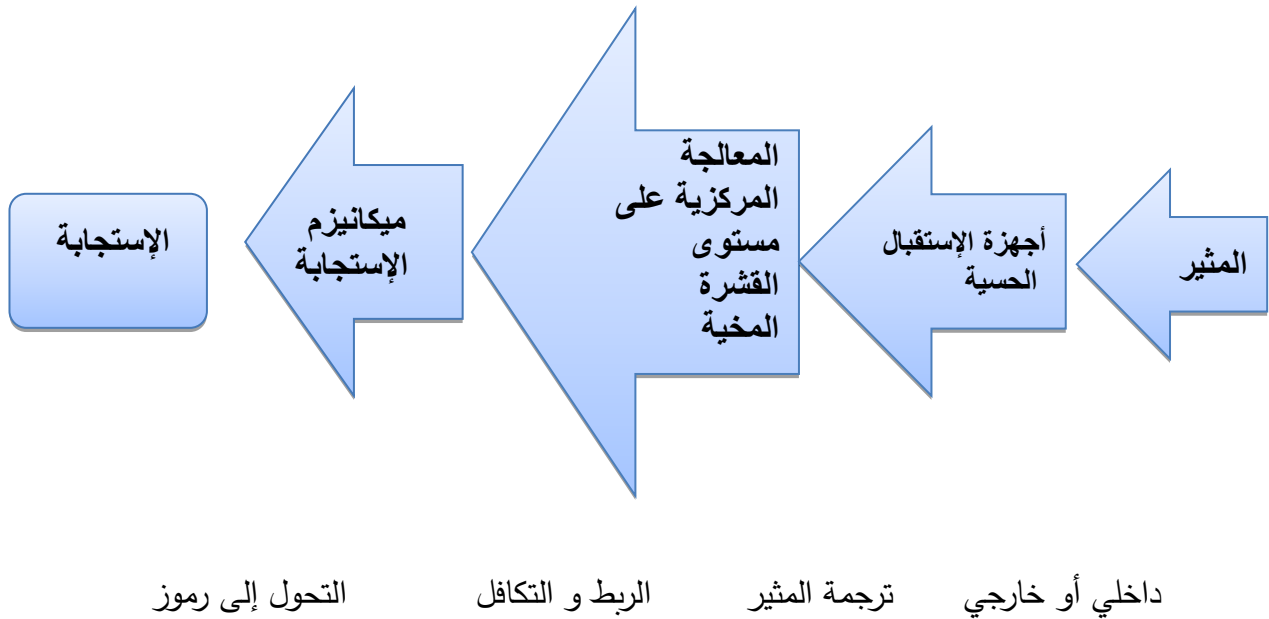 المثير
أجهزة الإستقبال
الحسية
المعالجة
المركزية على
مستوى
القشرة
المخية
ميكانيزم
الإستجابة
الإستجابة
داخلي أو خارجي
ترجمة المثير
الربط و التكافل
التحول إلى رموز